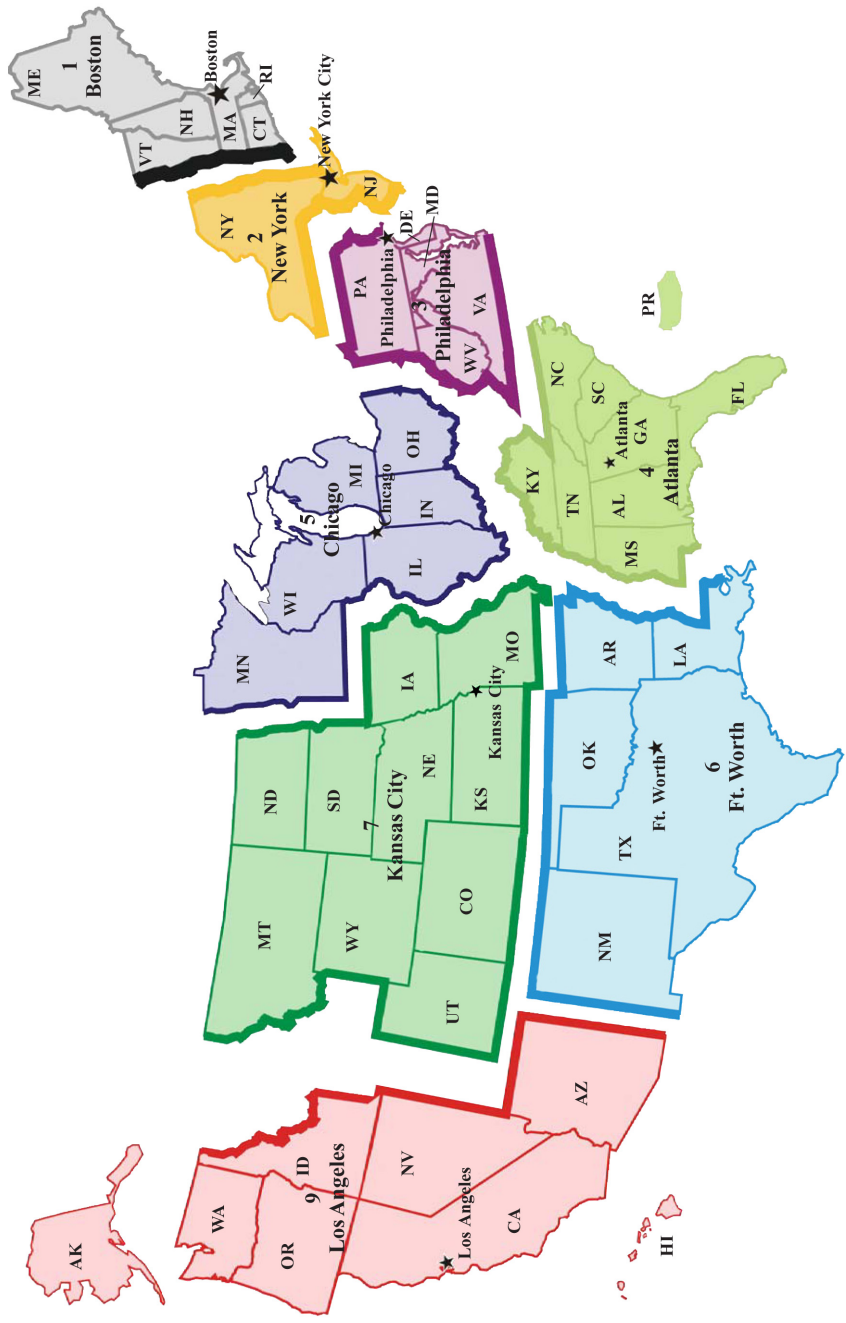 AK
WA
OR
ID
9
Los Angeles
NV
Los Angeles
CA
AZ
HI
MT
ND
SD
WY
7
Kansas City
NE
IA
MO
Kansas City
KS
CO
UT
MN
WI
5
Chicago
MI
Chicago
OH
IN
IL
NM
TX
OK
AR
LA
Ft. Worth
6
Ft. Worth
KY
TN
NC
SC
Atlanta
GA
AL
MS
4
Atlanta
FL
PR
PA
Philadelphia
3
Philadelphia
DE
MD
WV
VA
NY
2
New York
New York City
NJ
ME
1
Boston
VT
NH
MA
Boston
CT
RI